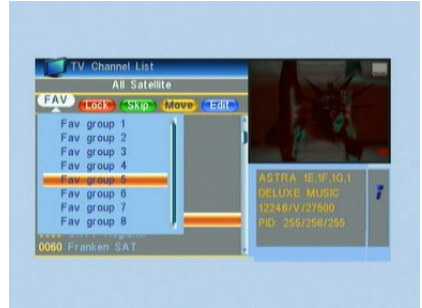 TV Channel List
All Satellite
FAV Lock Skip Move Edit
Fav group 1
Fav group 2
Fav group 3
Fav group 4
Fav group 5
Fav group 6
Fav group 7
Fav group 8
0060 Franken SAT
ASTRA 1E,1F,1G,1
DELUXE MUSIC
12246/V/27500
PID: 255/256/255